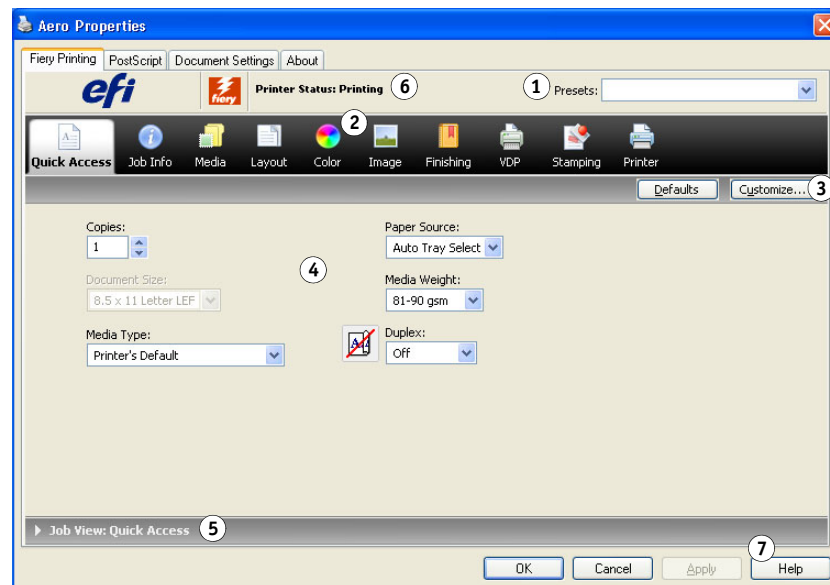 Aero Properties
Fiery Printing PostScript Document Settings About
efi fiery Printer Status: Printing 6 1 Presets:
2
Quick Access Job Info Media Layout Color Image Finishing VDP Stamping Printer
Defaults Customize... 3
Copies: Paper Source:
1 Auto Tray Select
4
Document Size: Media Weight:
8.5 x 11 Letter LEF 81-90 gsm
Media Type: Duplex:
Printer's Default Off
Job View: Quick Access 5
7
OK Cancel Apply Help